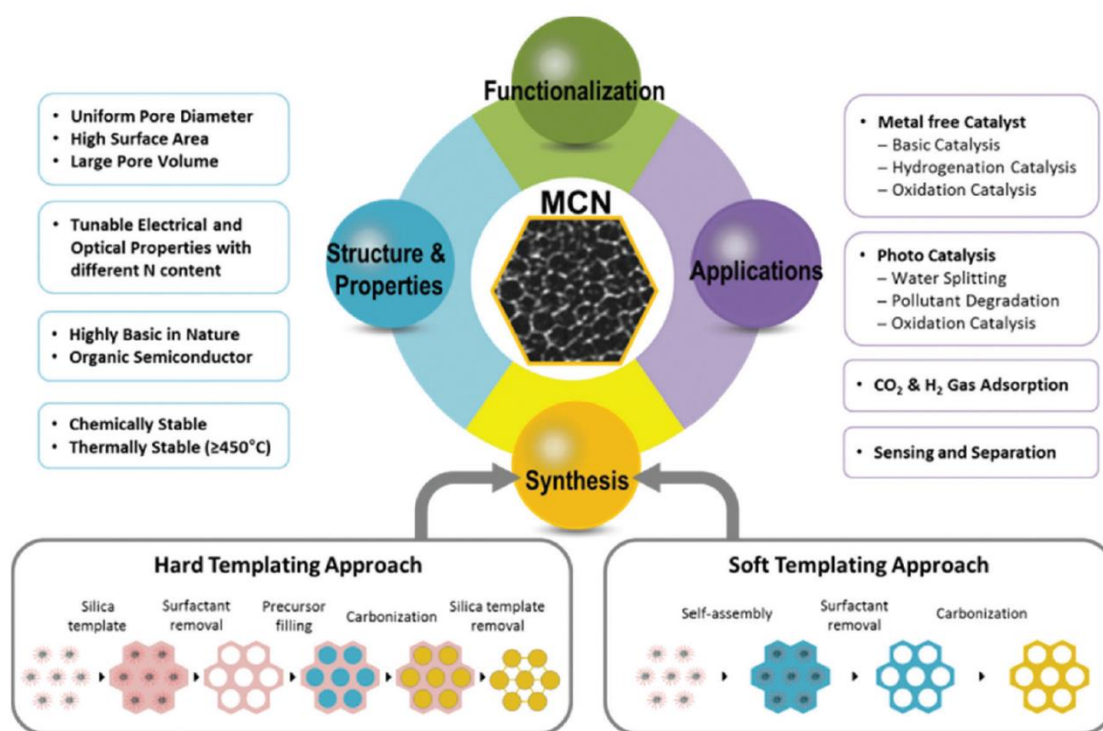 Functionalization
MCN
Structure &
Properties
Applications
Synthesis
• Uniform Pore Diameter
• High Surface Area
• Large Pore Volume
• Tunable Electrical and
Optical Properties with
different N content
• Highly Basic in Nature
• Organic Semiconductor
• Chemically Stable
• Thermally Stable (≥450°C)
• Metal free Catalyst
– Basic Catalysis
– Hydrogenation Catalysis
– Oxidation Catalysis
• Photo Catalysis
– Water Splitting
– Pollutant Degradation
– Oxidation Catalysis
• CO₂ & H₂ Gas Adsorption
• Sensing and Separation
Hard Templating Approach
Silica
template
Surfactant
removal
Precursor
filling
Carbonization
Silica template
removal
Soft Templating Approach
Self-assembly
Surfactant
removal
Carbonization